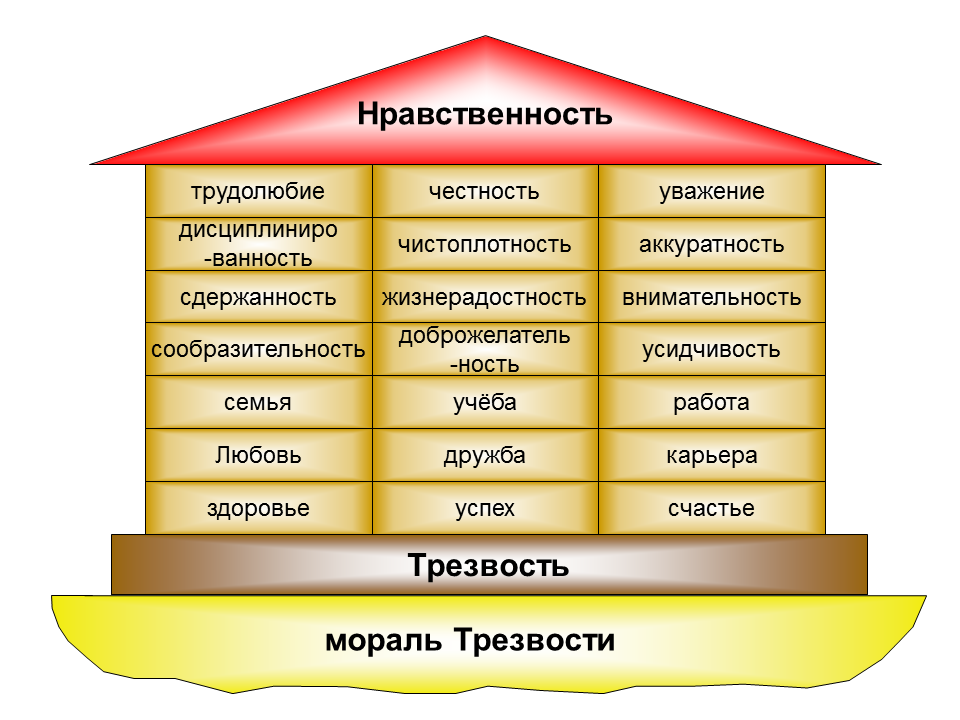 Нравственность
трудолюбие
честность
уважение
дисциплиниро
-ванность
чистоплотность
аккуратность
сдержанность
жизнерадостность
внимательность
сообразительность
доброжелатель
-ность
усидчивость
семья
учёба
работа
Любовь
дружба
карьера
здоровье
успех
счастье
Трезвость
мораль Трезвости